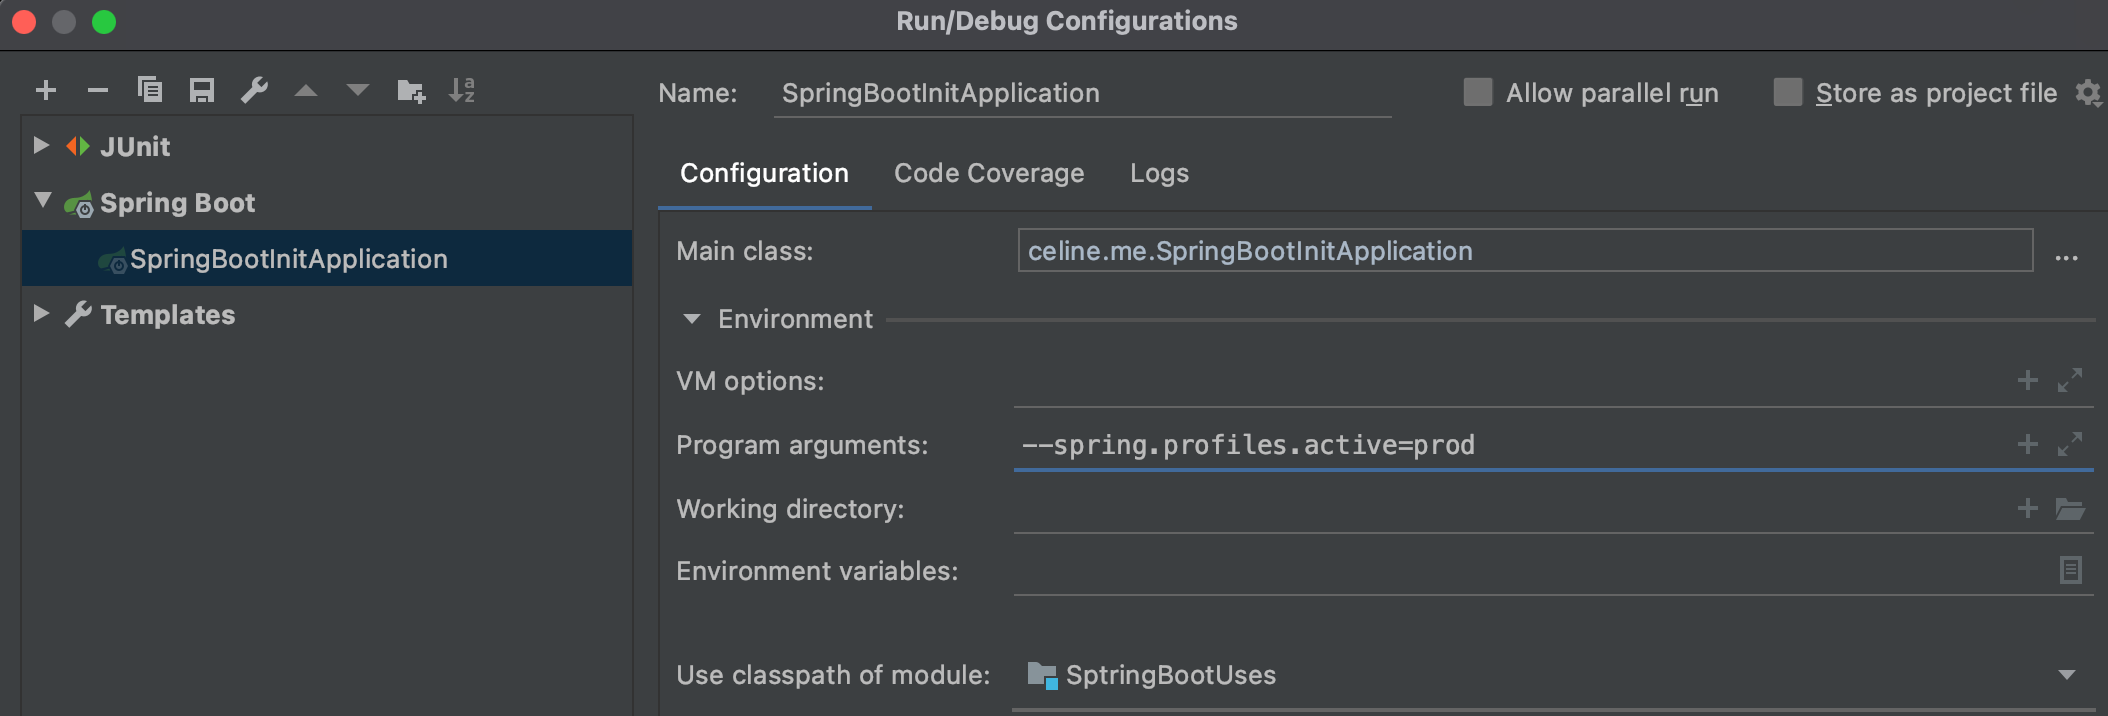 Run/Debug Configurations
JUnit
Spring Boot
SpringBootInitApplication
Templates
Name: SpringBootInitApplication
Allow parallel run
Store as project file
Configuration Code Coverage Logs
Main class: celine.me.SpringBootInitApplication ...
Environment
VM options:
Program arguments: --spring.profiles.active=prod
Working directory:
Environment variables:
Use classpath of module: SptringBootUses